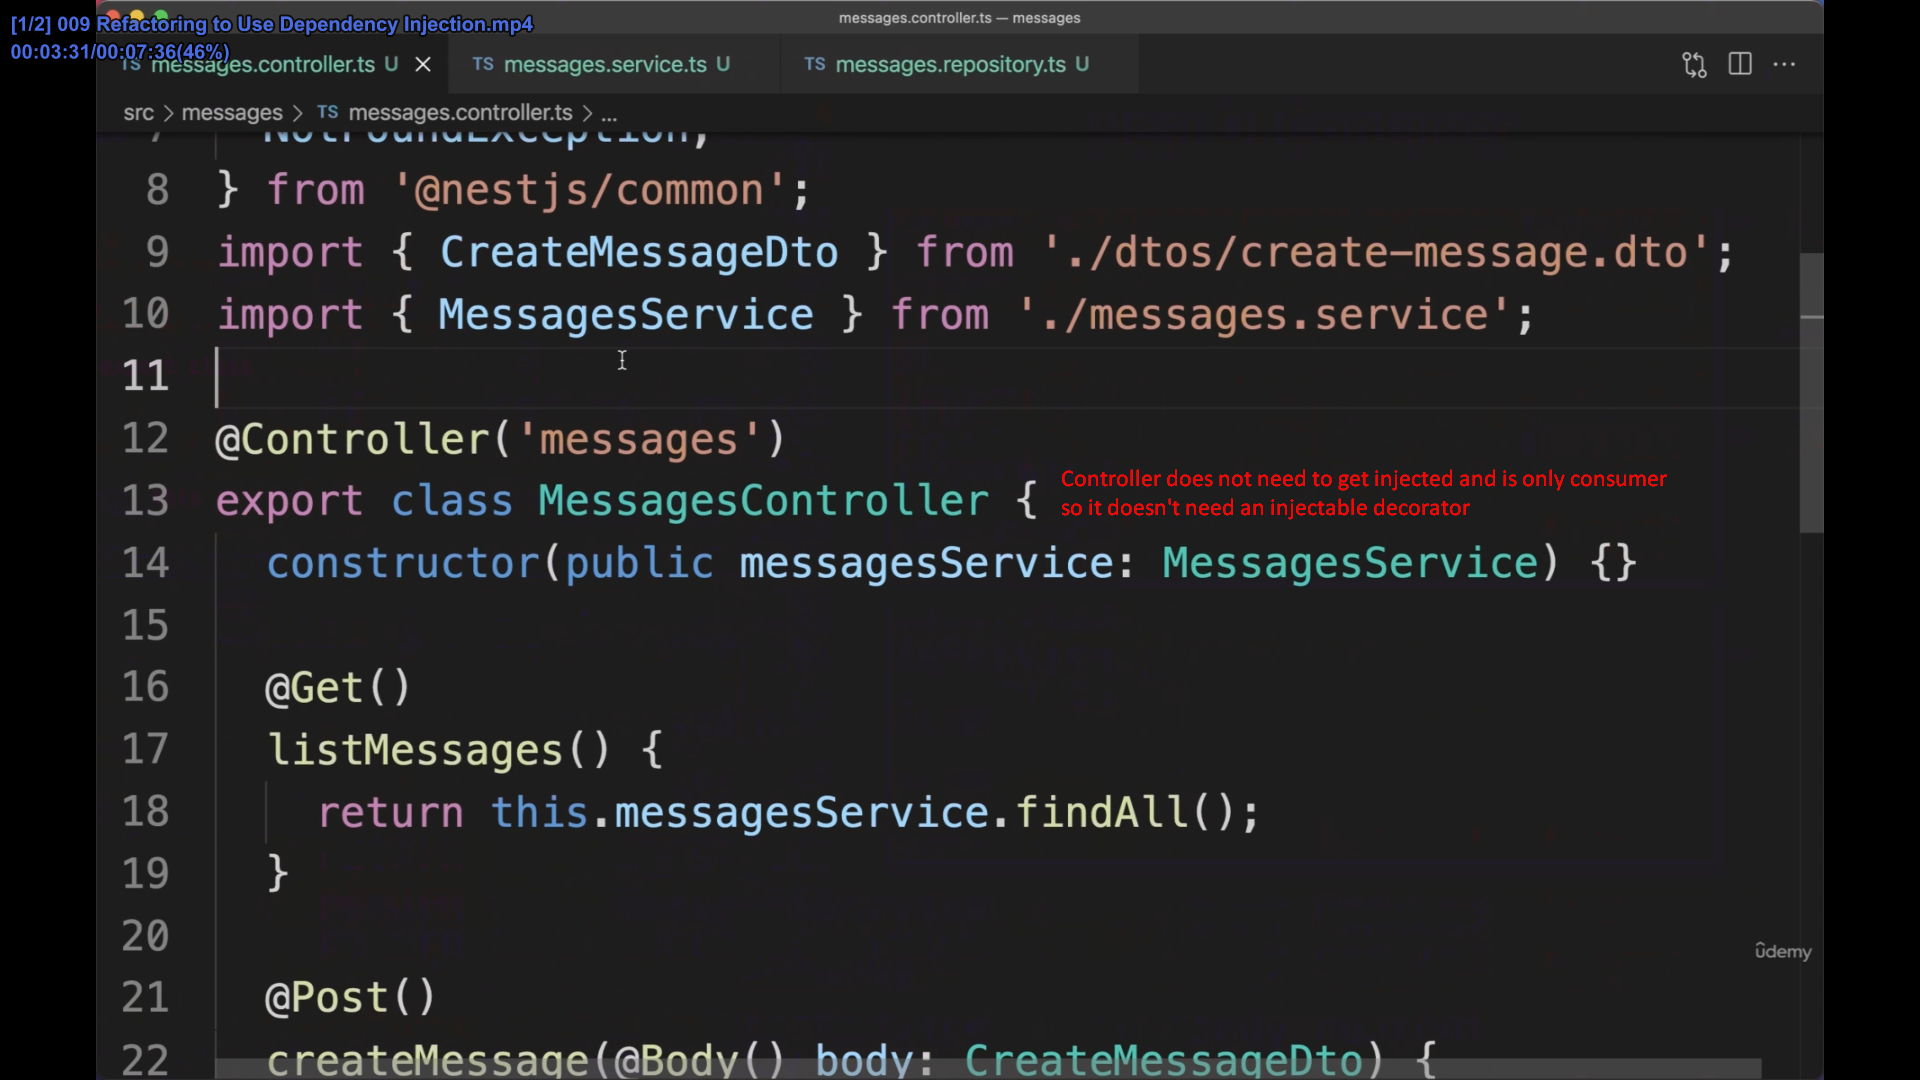 messages.controller.ts — messages
[1/2] 009 Refactoring to Use Dependency Injection.mp4
00:03:31/00:07:36(46%)
TS messages.controller.ts U
TS messages.service.ts U
TS messages.repository.ts U
src > messages > TS messages.controller.ts > ...
7 NotFoundException,
8 } from '@nestjs/common';
9 import { CreateMessageDto } from './dtos/create-message.dto';
10 import { MessagesService } from './messages.service';
11
12 @Controller('messages')
13 export class MessagesController {
Controller does not need to get injected and is only consumer
so it doesn't need an injectable decorator
14 constructor(public messagesService: MessagesService) {}
15
16 @Get()
17 listMessages() {
18 return this.messagesService.findAll();
19 }
20
ûdemy
21 @Post()
22 createMessage(@Body() body: CreateMessageDto) {